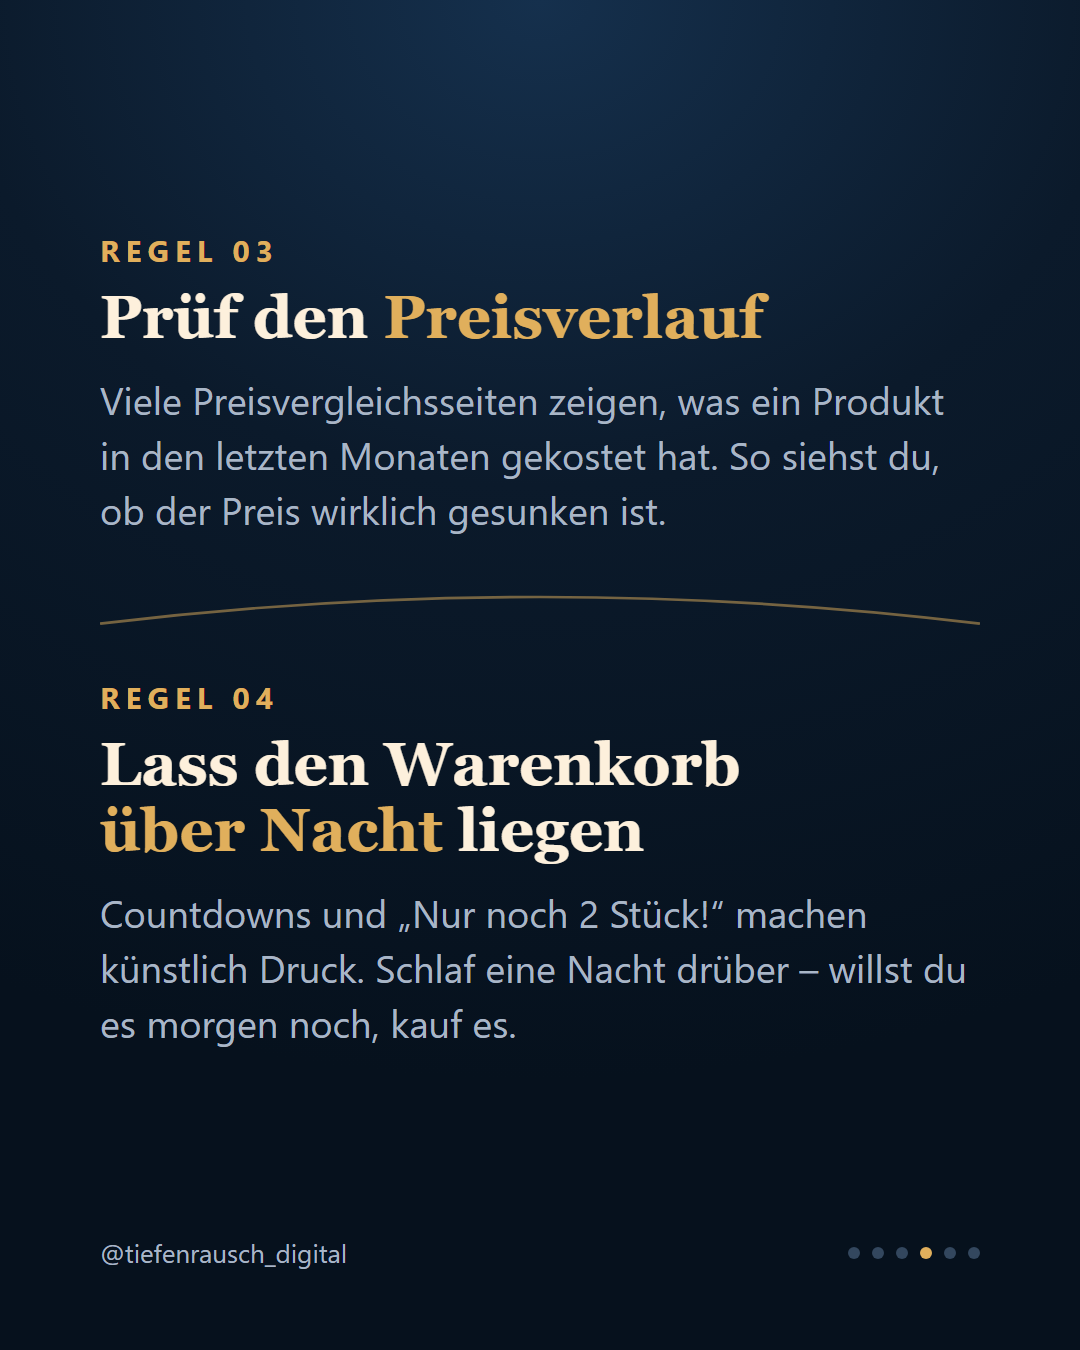 REGEL 03
Prüf den Preisverlauf
Viele Preisvergleichsseiten zeigen, was ein Produkt
in den letzten Monaten gekostet hat. So siehst du,
ob der Preis wirklich gesunken ist.
REGEL 04
Lass den Warenkorb
über Nacht liegen
Countdowns und „Nur noch 2 Stück!“ machen
künstlich Druck. Schlaf eine Nacht drüber – willst du
es morgen noch, kauf es.
@tiefenrausch_digital